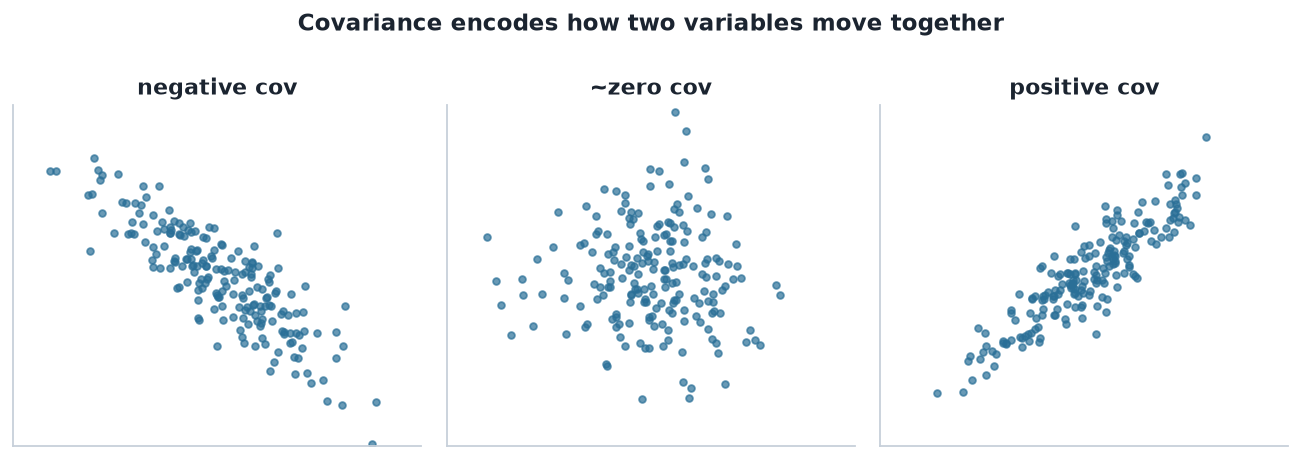 Covariance encodes how two variables move together
negative cov
~zero cov
positive cov